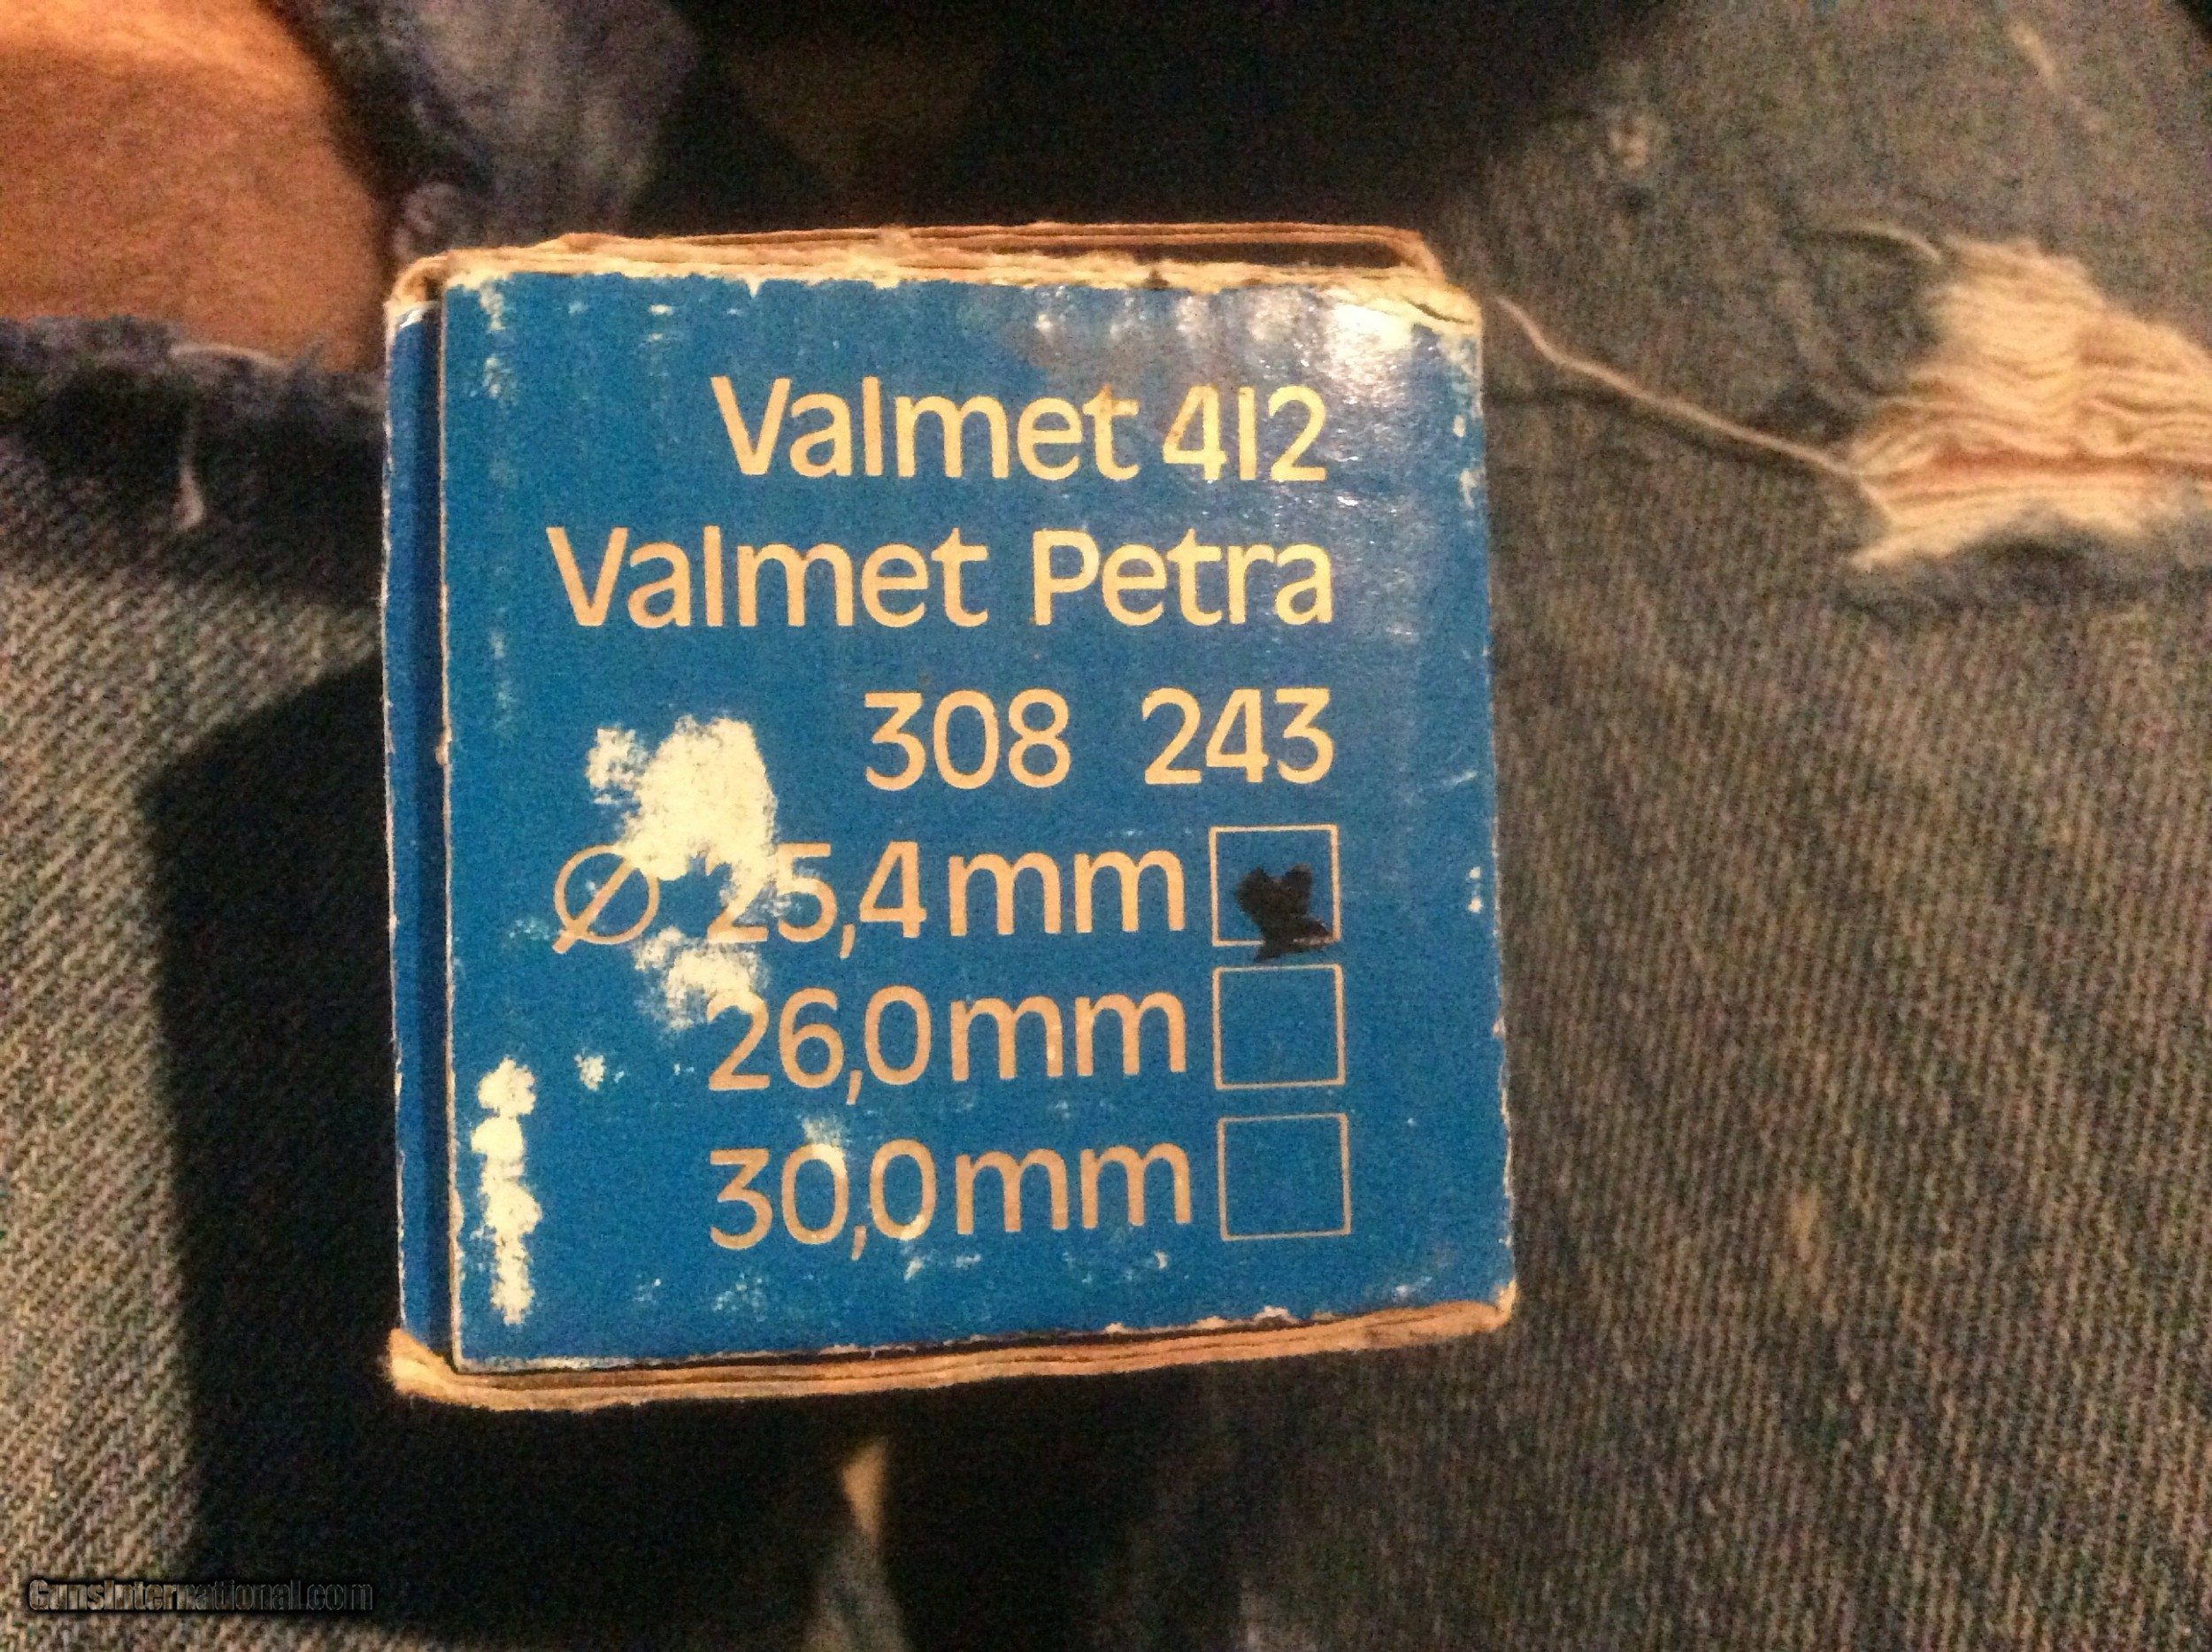 Valmet 412
Valmet Petra
308 243
Ø 25,4mm
26,0mm
30,0mm
GunsInternational.com